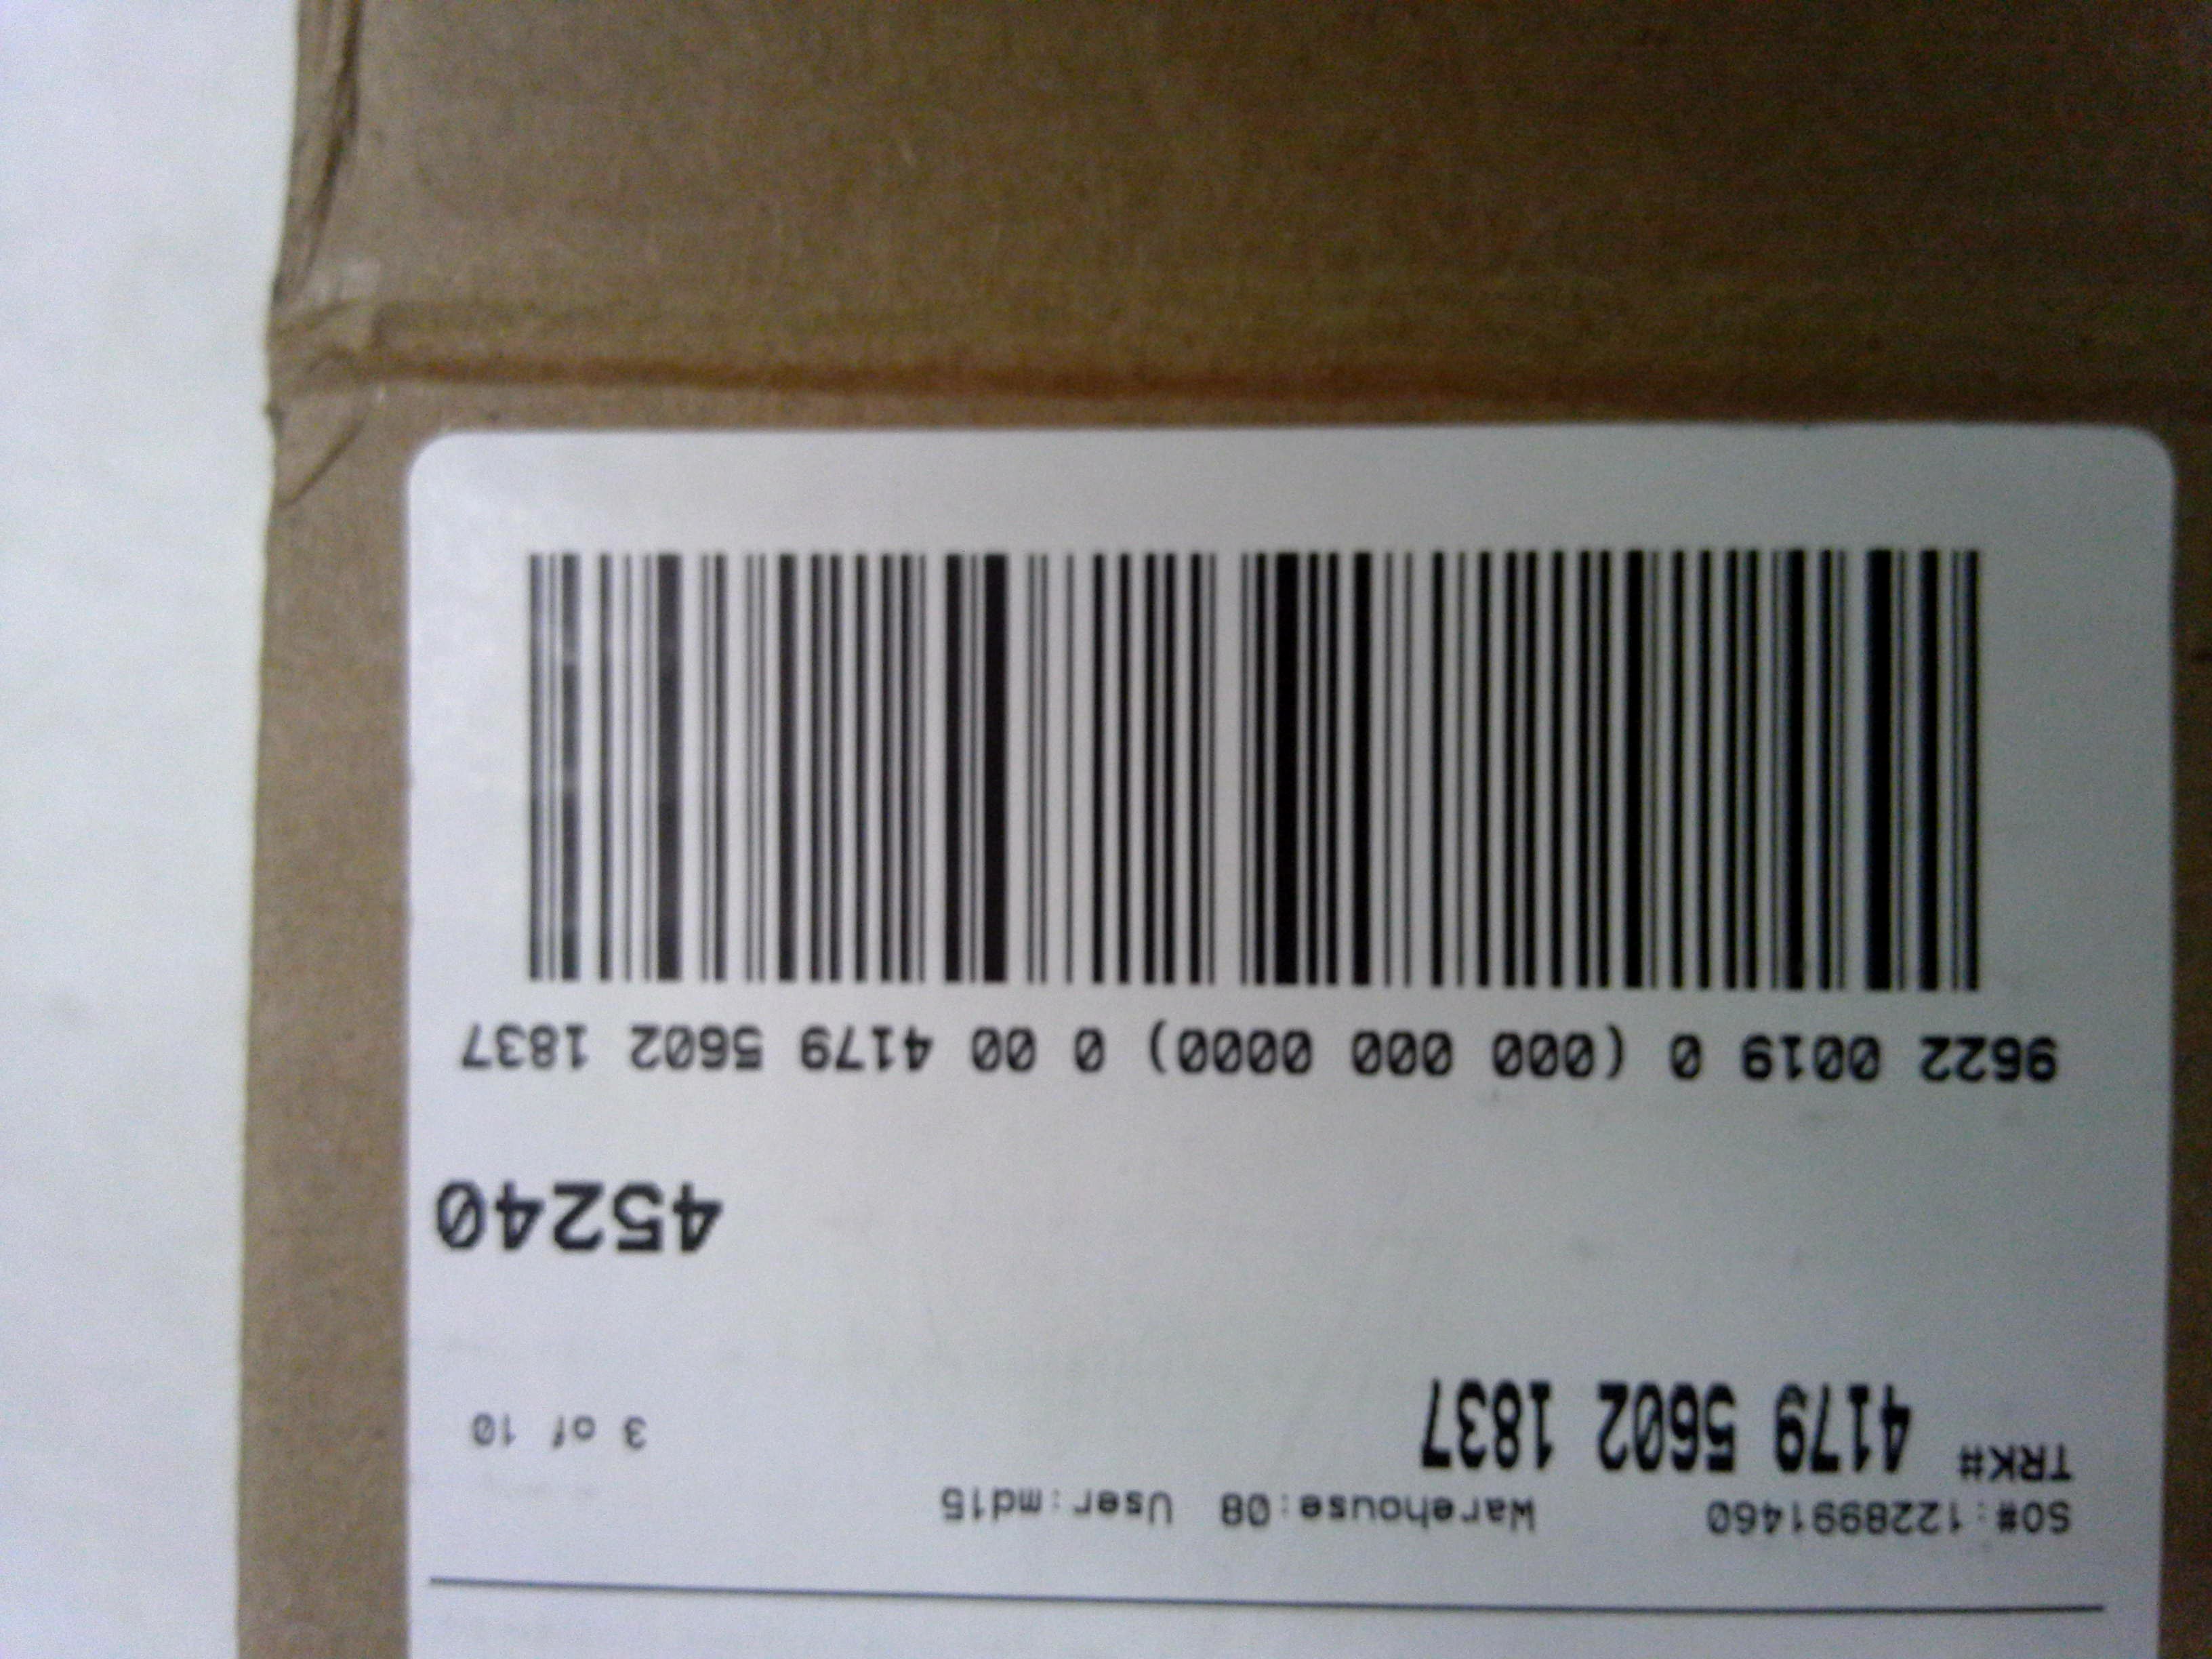 SO#:1228991460 Warehouse:08 User:md15
TRK# 4179 5602 1837 3 of 10
45240
9622 0019 0 (000 000 0000) 0 00 4179 5602 1837